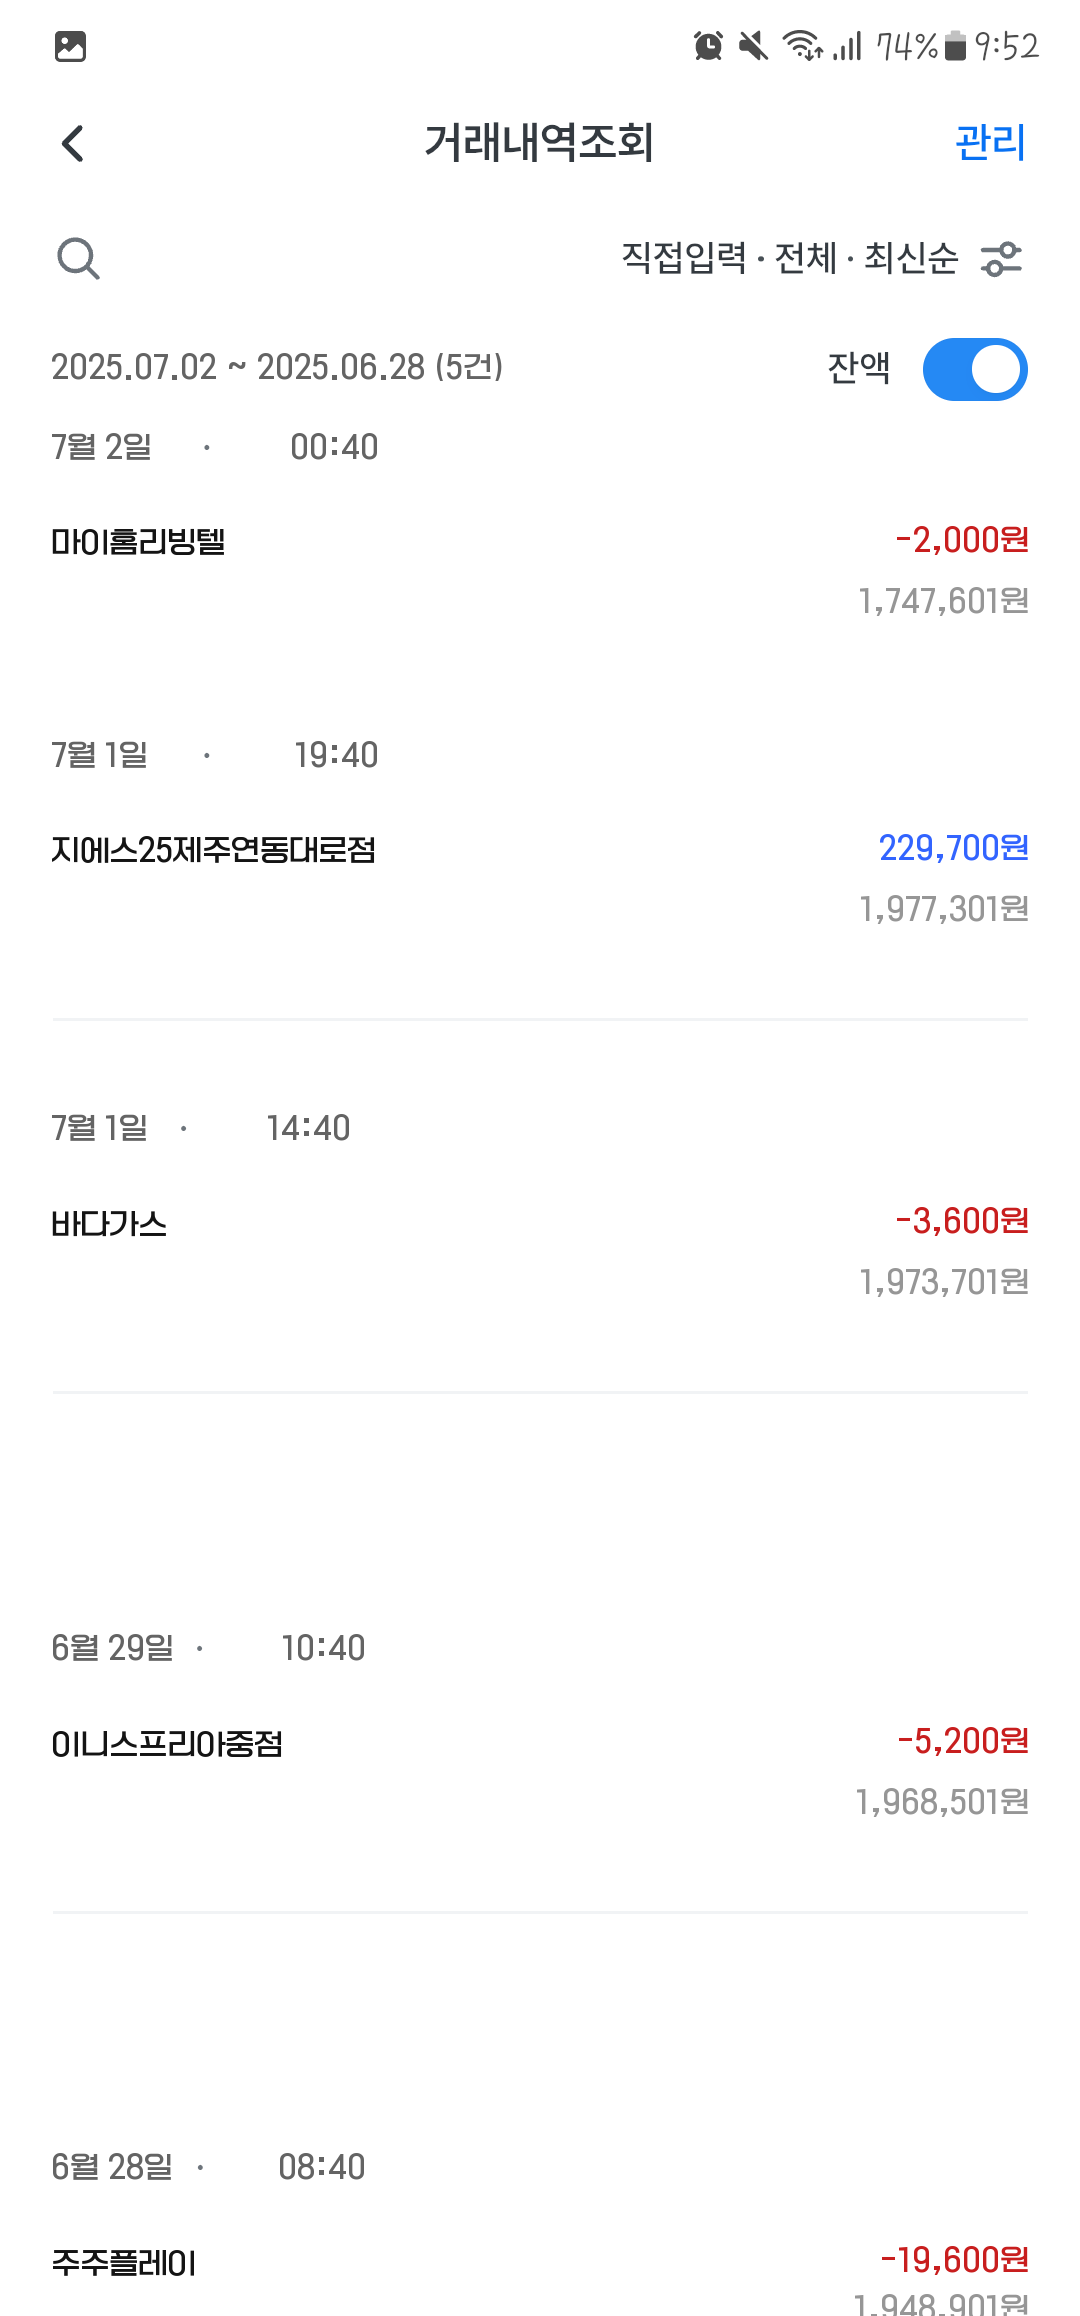 74% 9:52
거래내역조회 관리
직접입력 · 전체 · 최신순
2025.07.02 ~ 2025.06.28 (5건) 잔액
7월 2일 · 00:40
마이홈리빙텔 -2,000원
1,747,601원
7월 1일 · 19:40
지에스25제주연동대로점 229,700원
1,977,301원
7월 1일 · 14:40
바다가스 -3,600원
1,973,701원
6월 29일 · 10:40
이니스프리아중점 -5,200원
1,968,501원
6월 28일 · 08:40
주주플레이 -19,600원
1,948,901원